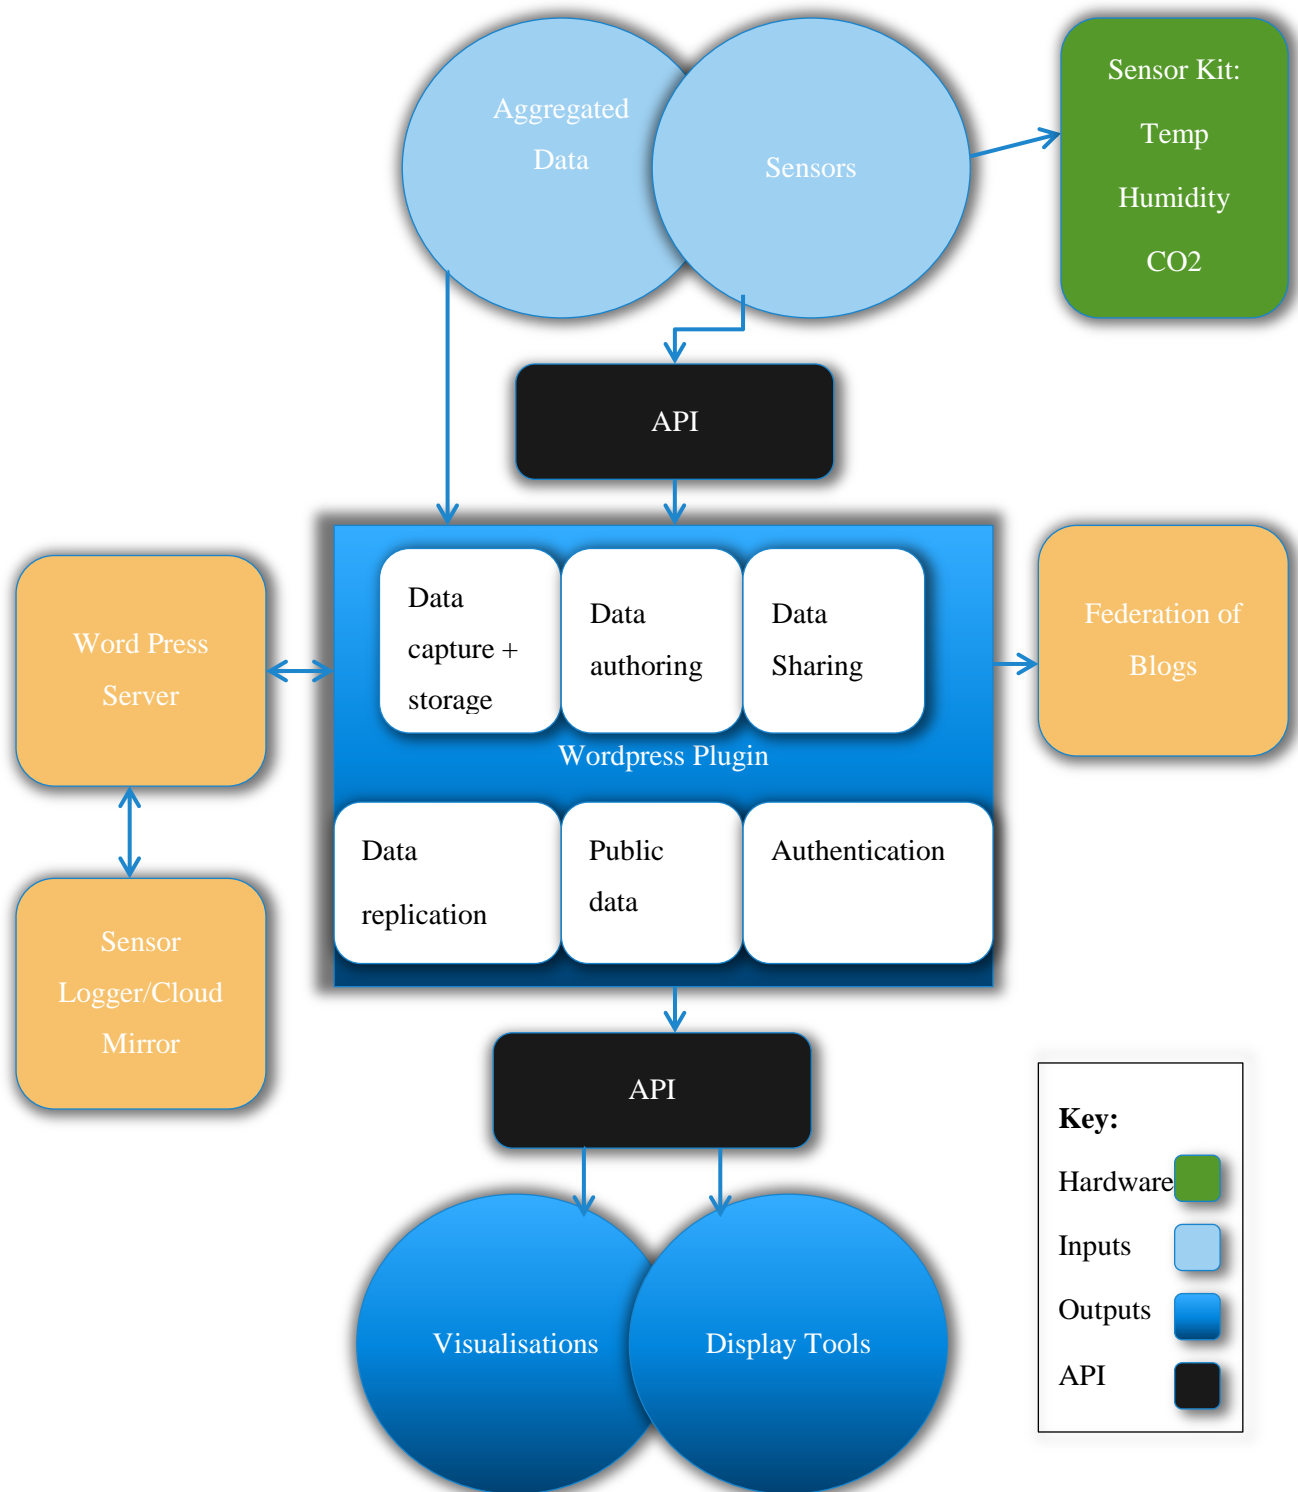 Aggregated
Data
Sensors
Sensor Kit:
Temp
Humidity
CO2
API
Word Press
Server
Data
capture +
storage
Data
authoring
Data
Sharing
Wordpress Plugin
Federation of
Blogs
Data
replication
Public
data
Authentication
Sensor
Logger/Cloud
Mirror
API
Visualisations
Display Tools
Key:
Hardware
Inputs
Outputs
API